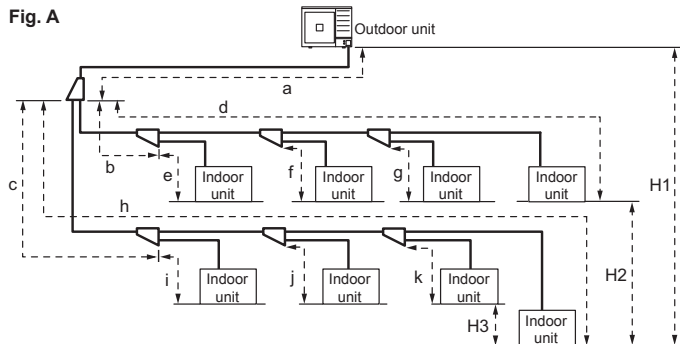 Fig. A
Outdoor unit
a
d
b
e
f
g
c
Indoor
unit
Indoor
unit
Indoor
unit
Indoor
unit
H1
h
i
j
k
H2
Indoor
unit
Indoor
unit
Indoor
unit
H3
Indoor
unit